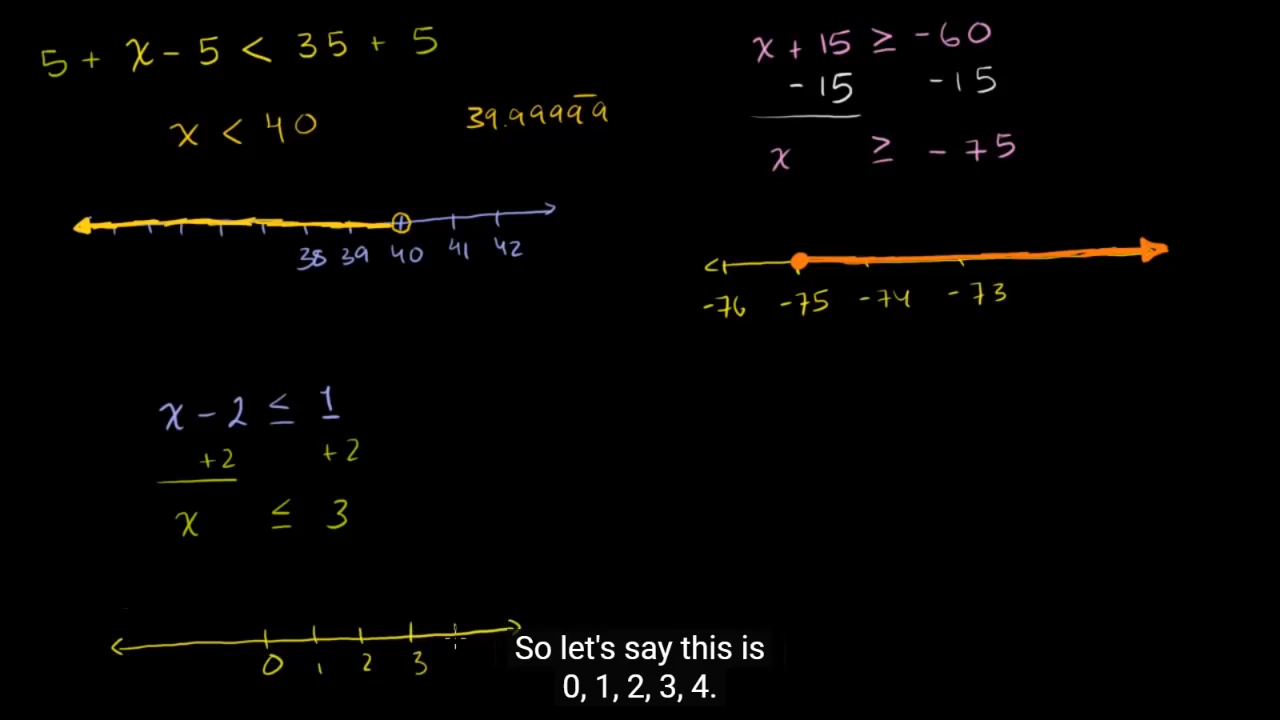 5 + x - 5 < 35 + 5
x < 40
39.999999̅
38 39 40 41 42
x + 15 ≥ -60
-15 -15
x ≥ -75
-76 -75 -74 -73
x - 2 ≤ 1
+2 +2
x ≤ 3
0 1 2 3
So let's say this is
0, 1, 2, 3, 4.